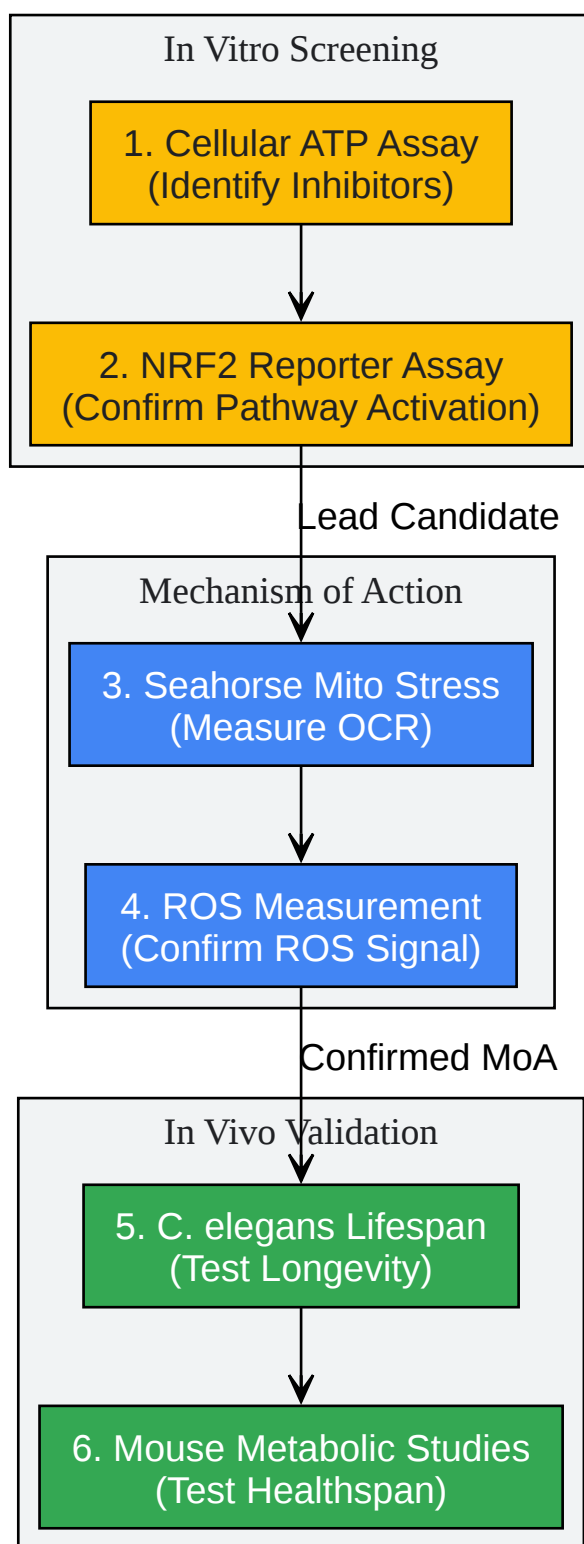 In Vitro Screening
1. Cellular ATP Assay
(Identify Inhibitors)
2. NRF2 Reporter Assay
(Confirm Pathway Activation)
Lead Candidate
Mechanism of Action
3. Seahorse Mito Stress
(Measure OCR)
4. ROS Measurement
(Confirm ROS Signal)
Confirmed MoA
In Vivo Validation
5. C. elegans Lifespan
(Test Longevity)
6. Mouse Metabolic Studies
(Test Healthspan)